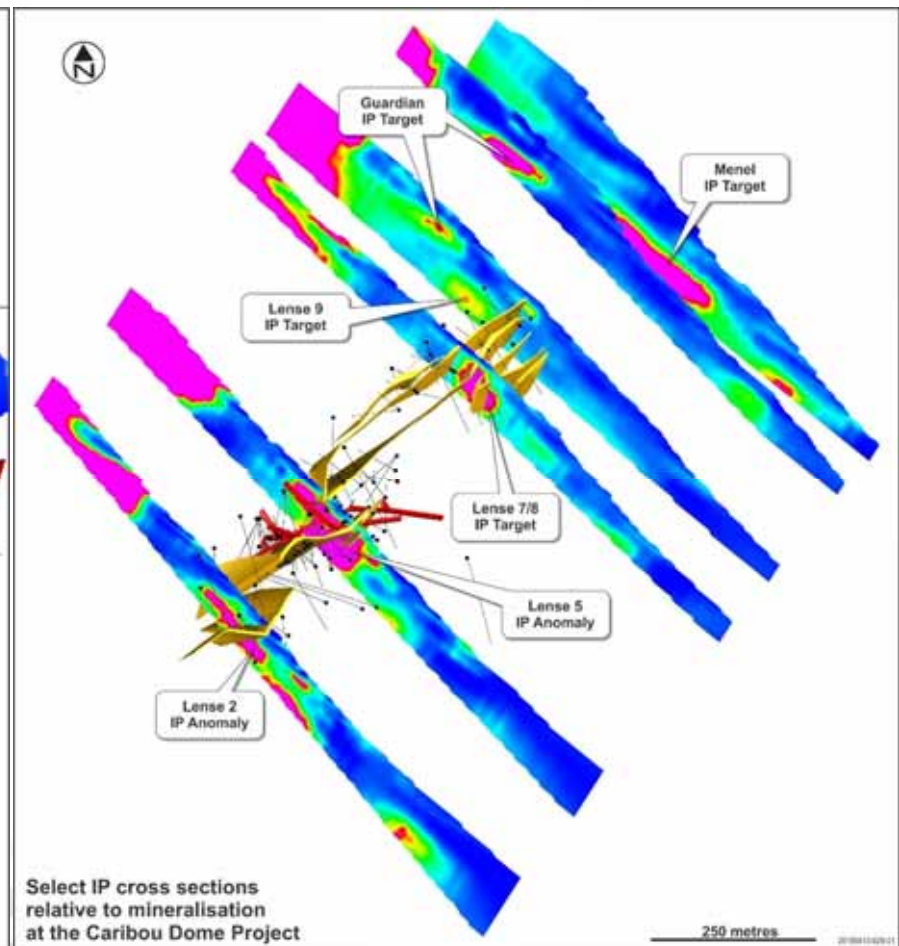 N
Guardian
IP Target
Menel
IP Target
Lense 9
IP Target
Lense 7/8
IP Target
Lense 5
IP Anomaly
Lense 2
IP Anomaly
Select IP cross sections
relative to mineralisation
at the Caribou Dome Project
250 metres